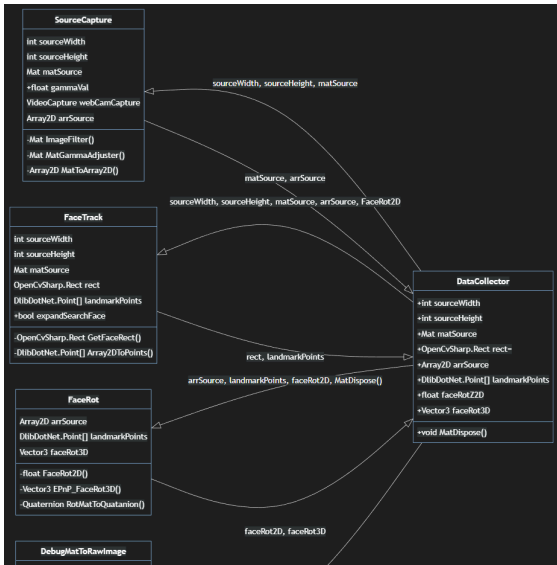 SourceCapture
int sourceWidth
int sourceHeight
Mat matSource
+float gammaVal
VideoCapture webCamCapture
Array2D arrSource
-Mat ImageFilter()
-Mat MatGammaAdjuster()
-Array2D MatToArray2D()
sourceWidth, sourceHeight, matSource
matSource, arrSource
sourceWidth, sourceHeight, matSource, arrSource, FaceRot2D
FaceTrack
int sourceWidth
int sourceHeight
Mat matSource
OpenCvSharp.Rect rect
DlibDotNet.Point[] landmarkPoints
+bool expandSearchFace
-OpenCvSharp.Rect GetFaceRect()
-DlibDotNet.Point[] Array2DToPoints()
DataCollector
+int sourceWidth
+int sourceHeight
+Mat matSource
+OpenCvSharp.Rect rect~
+Array2D arrSource
+DlibDotNet.Point[] landmarkPoints
+float faceRotZ2D
+Vector3 faceRot3D
+void MatDispose()
rect, landmarkPoints
arrSource, landmarkPoints, faceRot2D, MatDispose()
FaceRot
Array2D arrSource
DlibDotNet.Point[] landmarkPoints
Vector3 faceRot3D
-float FaceRot2D()
-Vector3 EPnP_FaceRot3D()
-Quaternion RotMatToQuatanion()
faceRot2D, faceRot3D
DebugMatToRawImage